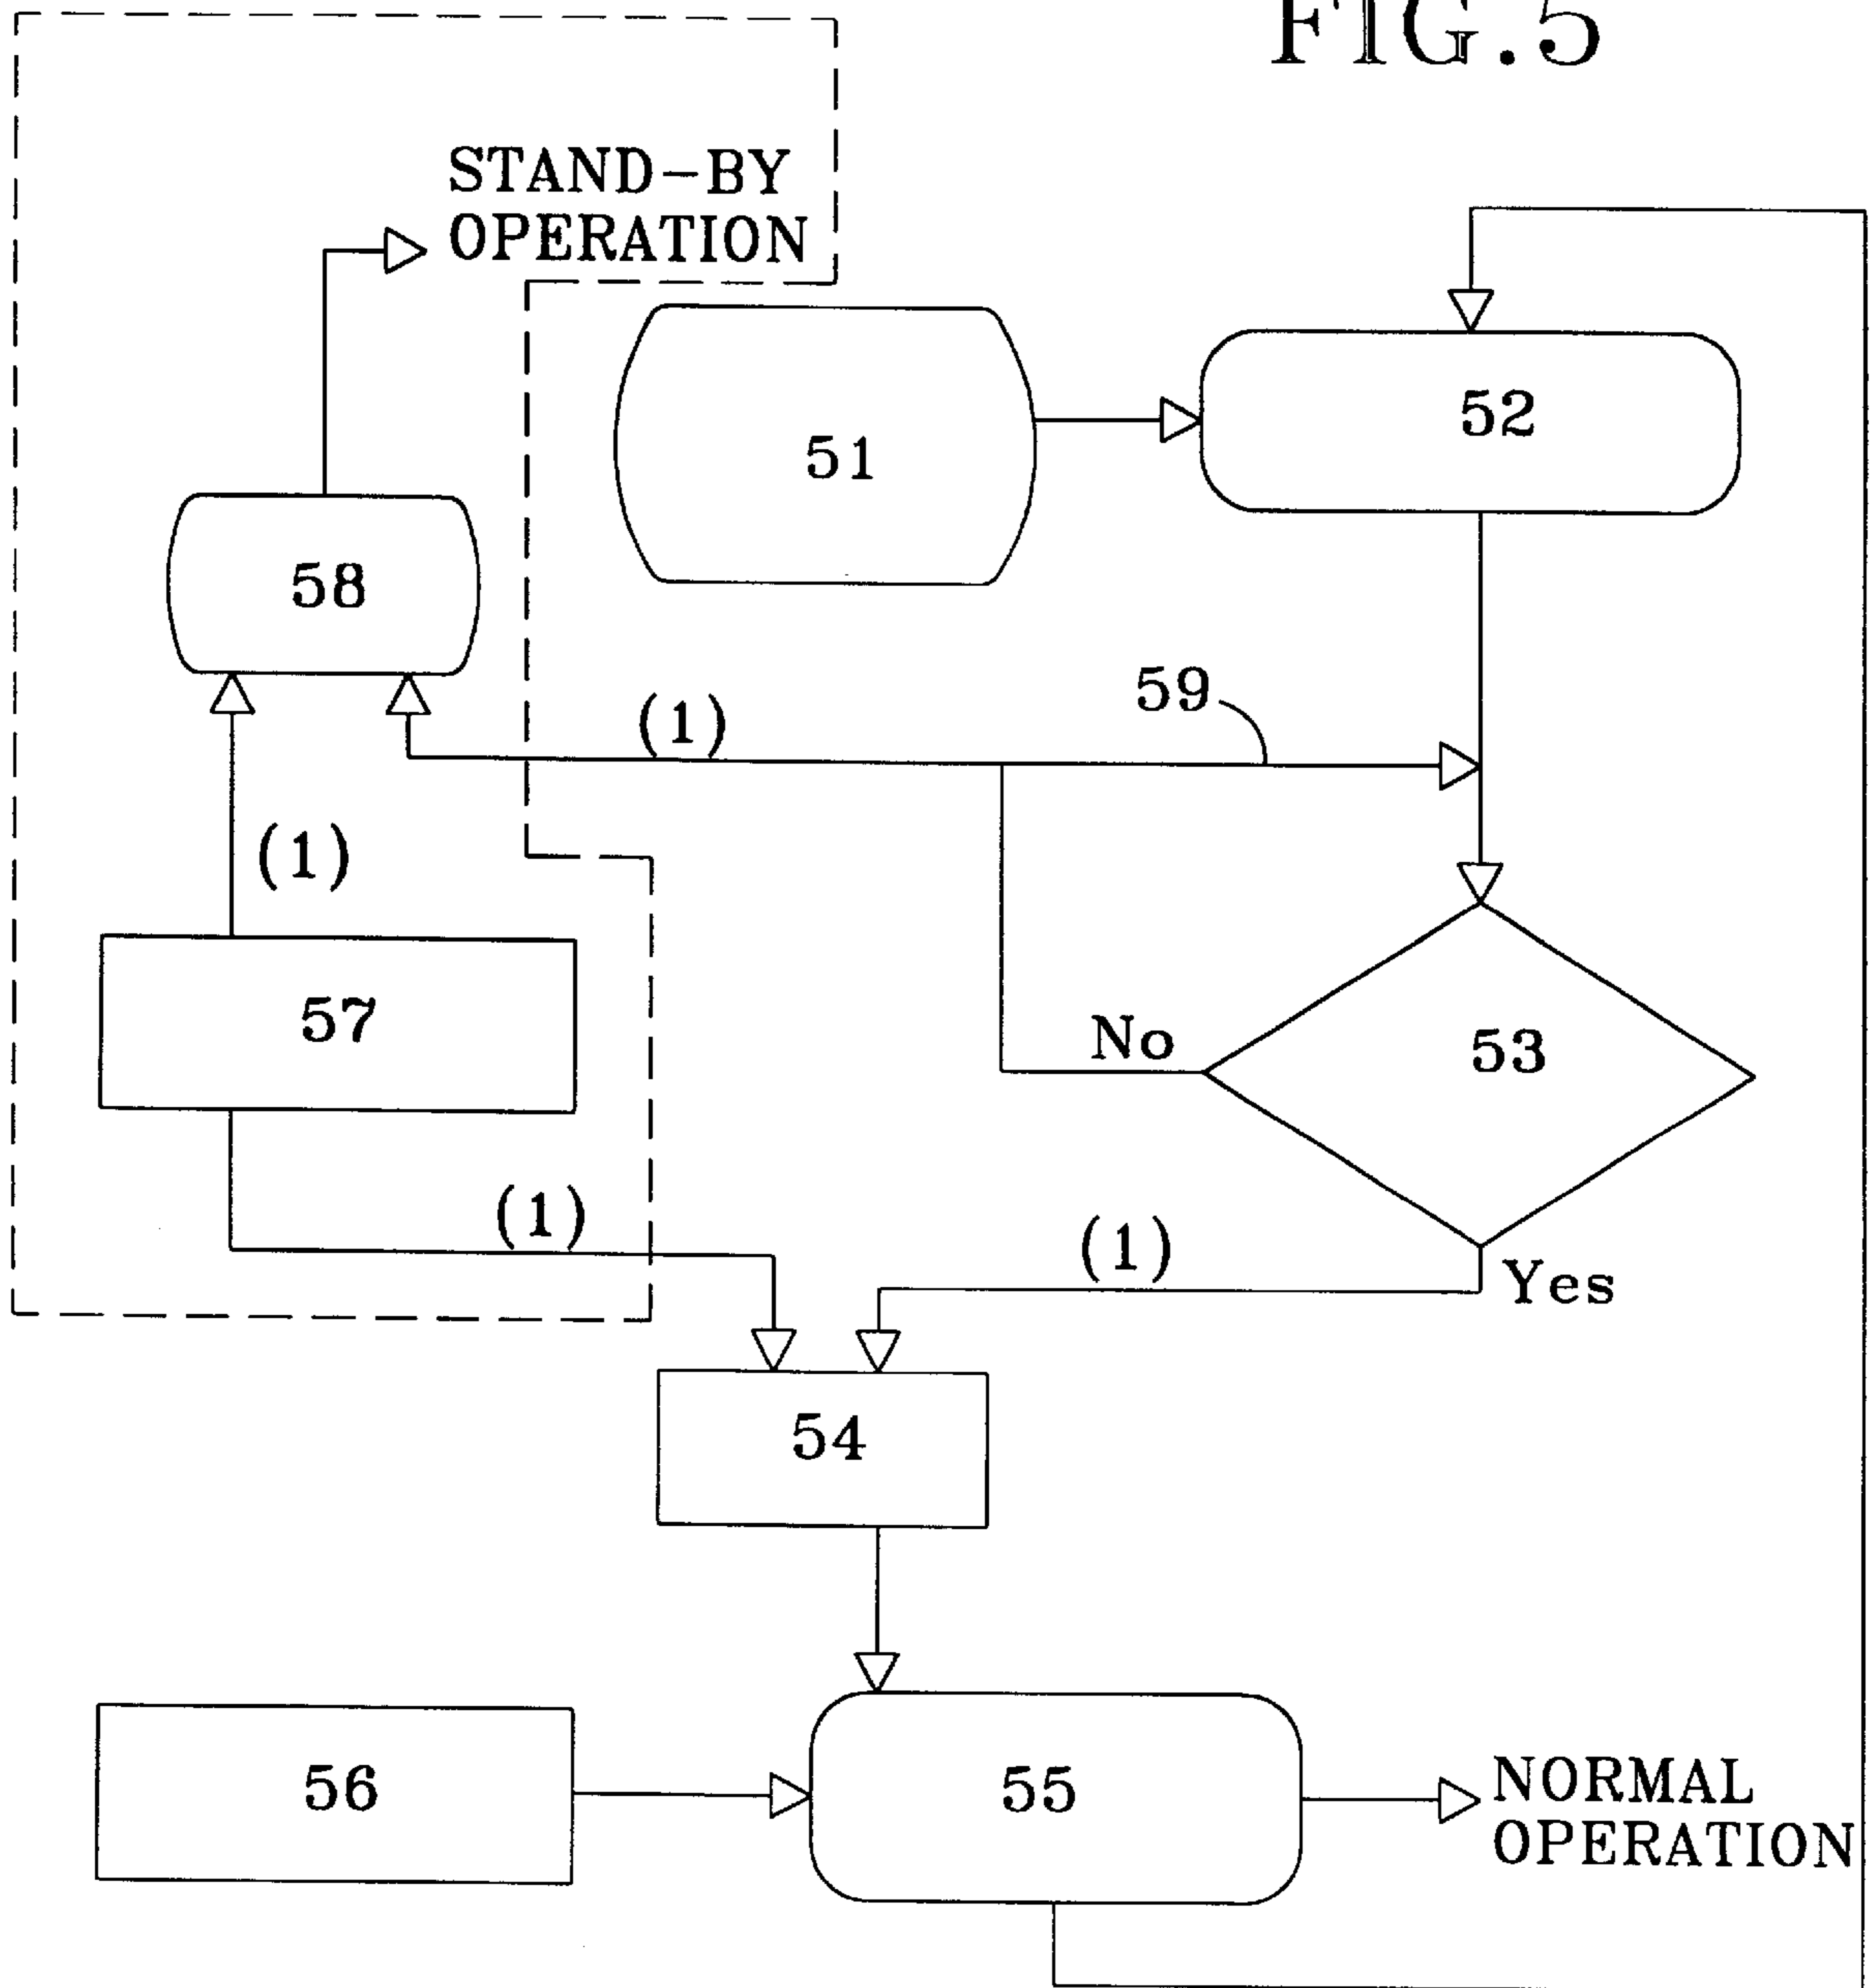 FIG.5
STAND-BY
OPERATION
52
51
58
59
(1)
(1)
57
No
53
(1)
(1)
Yes
54
56
55
NORMAL
OPERATION